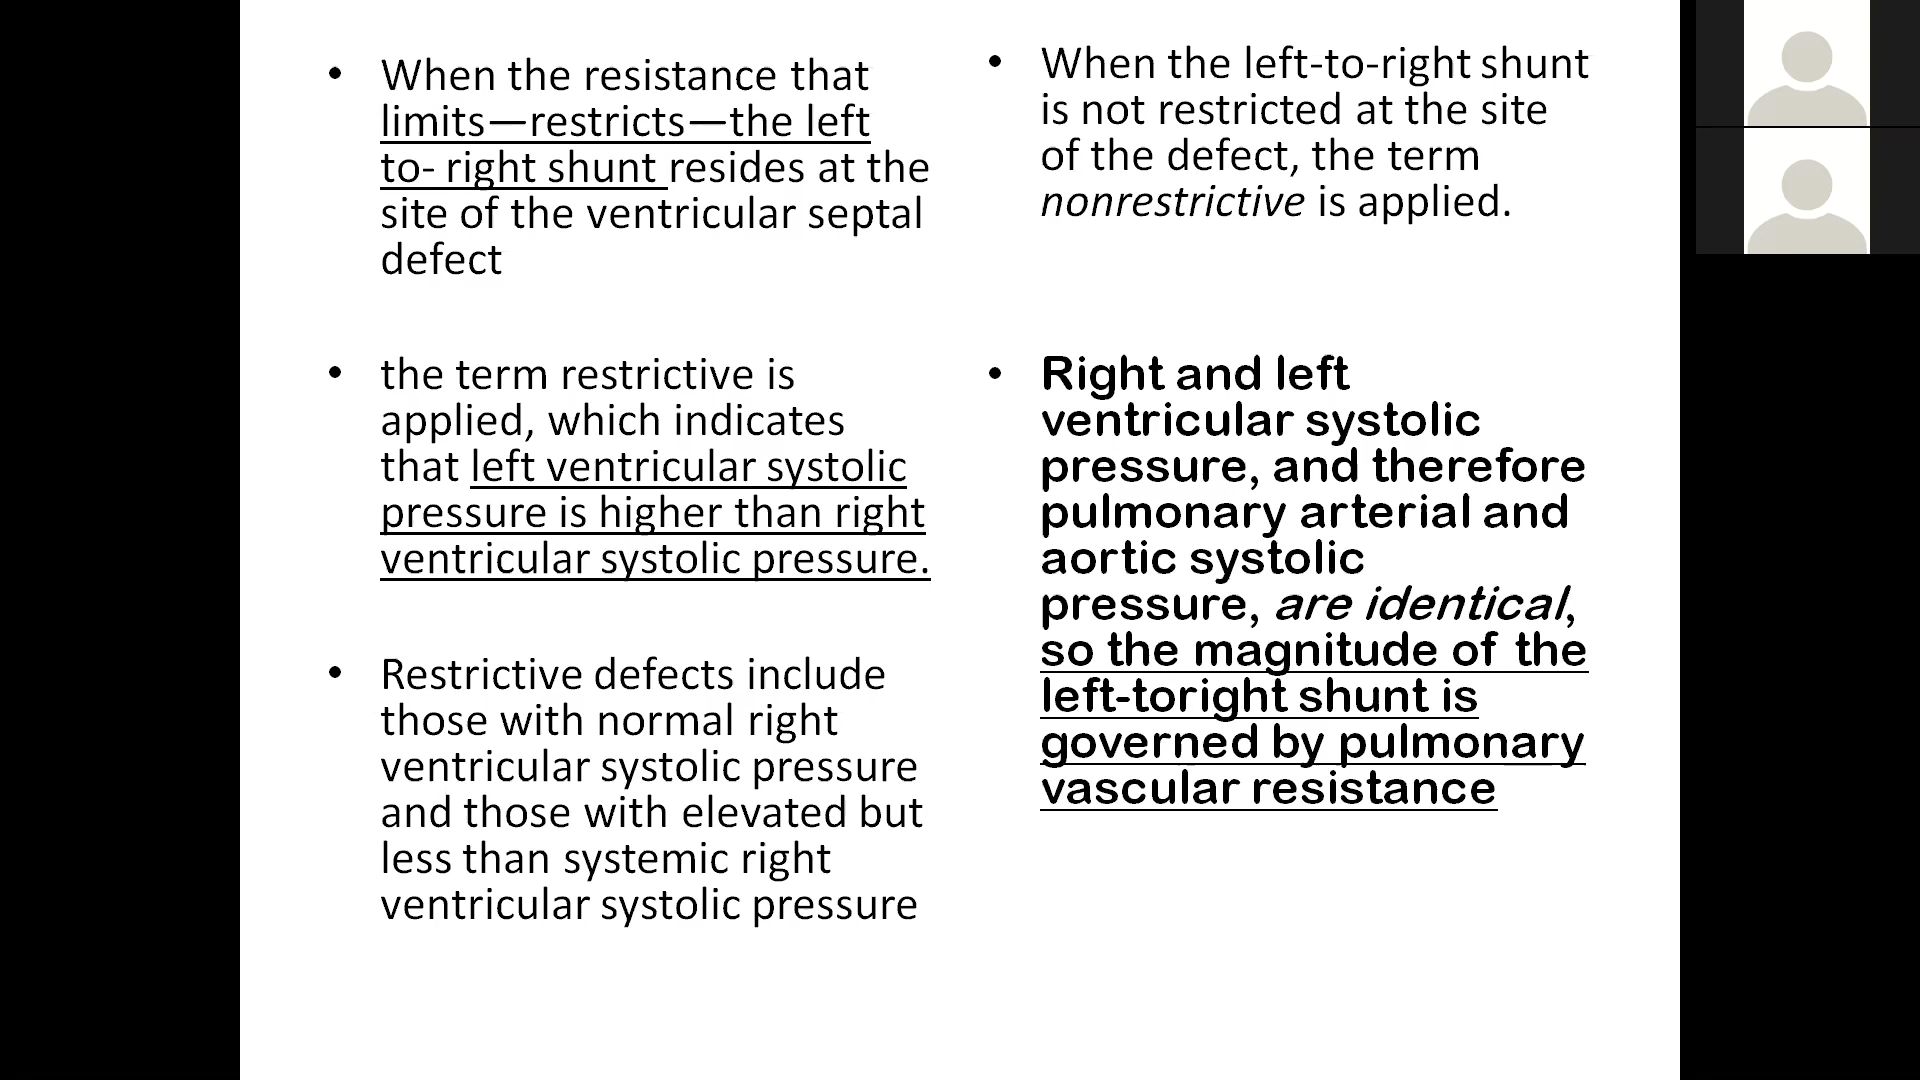 • When the resistance that
limits—restricts—the left
to- right shunt resides at the
site of the ventricular septal
defect
• the term restrictive is
applied, which indicates
that left ventricular systolic
pressure is higher than right
ventricular systolic pressure.
• Restrictive defects include
those with normal right
ventricular systolic pressure
and those with elevated but
less than systemic right
ventricular systolic pressure
• When the left-to-right shunt
is not restricted at the site
of the defect, the term
nonrestrictive is applied.
• Right and left
ventricular systolic
pressure, and therefore
pulmonary arterial and
aortic systolic
pressure, are identical,
so the magnitude of the
left-toright shunt is
governed by pulmonary
vascular resistance